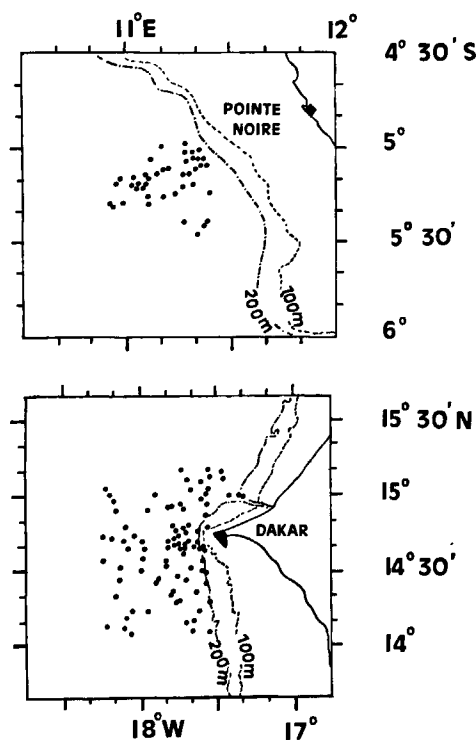 11°E 12°
4° 30' S
POINTE
NOIRE
5°
5° 30'
200m 100m
6°
15° 30' N
15°
DAKAR
14° 30'
14°
200m 100m
18°W 17°